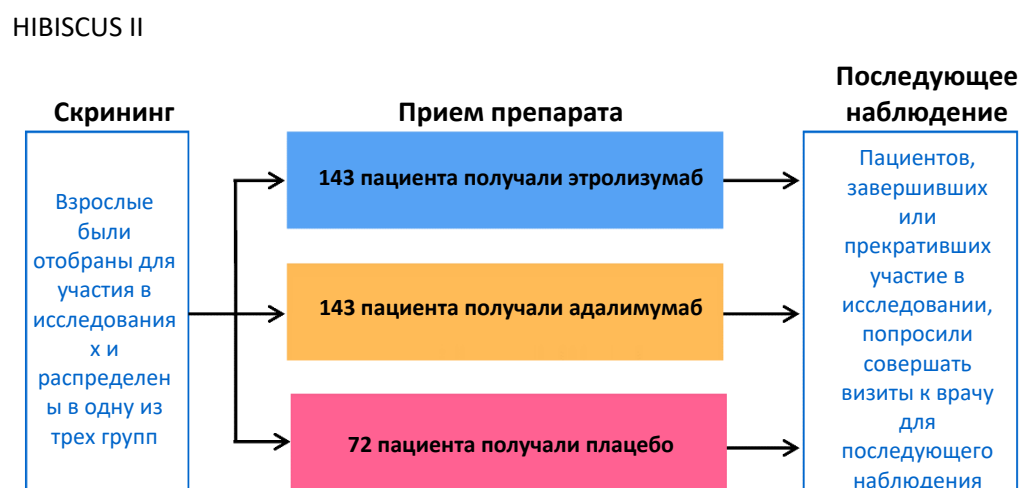 HIBISCUS II
Скрининг
Прием препарата
Последующее
наблюдение
Взрослые
были
отобраны для
участия в
исследования
х и
распределен
ы в одну из
трех групп
143 пациента получали этролизумаб
143 пациента получали адалимумаб
72 пациента получали плацебо
Пациентов,
завершивших
или
прекративших
участие в
исследовании,
попросили
совершать
визиты к врачу
для
последующего
наблюдения